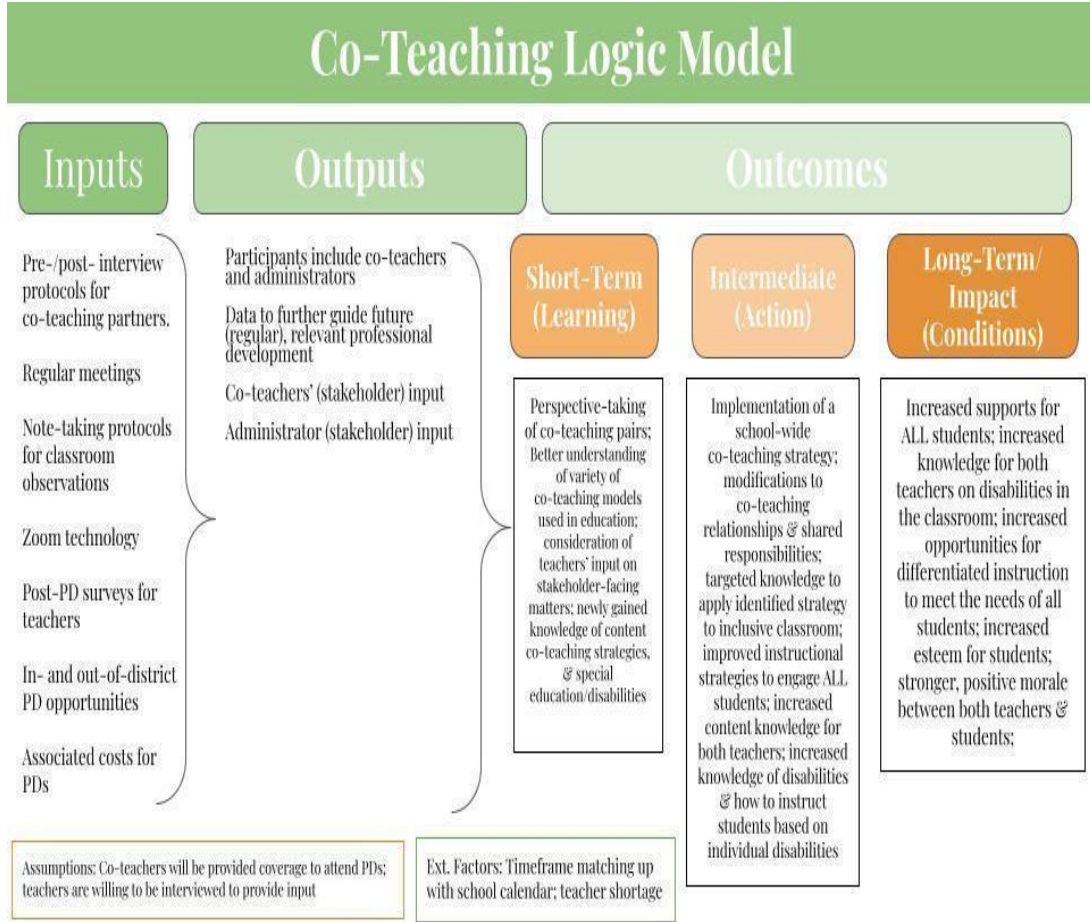 Co-Teaching Logic Model
Inputs
Outputs
Outcomes
Pre-/post- interview
protocols for
co-teaching partners.
Regular meetings
Note-taking protocols
for classroom
observations
Zoom technology
Post-PD surveys for
teachers
In- and out-of-district
PD opportunities
Associated costs for
PDs
Participants include co-teachers
and administrators
Data to further guide future
(regular), relevant professional
development
Co-teachers' (stakeholder) input
Administrator (stakeholder) input
Short-Term
(Learning)
Perspective-taking
of co-teaching pairs;
Better understanding
of variety of
co-teaching models
used in education;
consideration of
teachers' input on
stakeholder-facing
matters; newly gained
knowledge of content
co-teaching strategies,
& special
education/disabilities
Intermediate
(Action)
Implementation of a
school-wide
co-teaching strategy;
modifications to
co-teaching
relationships & shared
responsibilities;
targeted knowledge to
apply identified strategy
to inclusive classroom;
improved instructional
strategies to engage ALL
students; increased
content knowledge for
both teachers; increased
knowledge of disabilities
& how to instruct
students based on
individual disabilities
Long-Term/
Impact
(Conditions)
Increased supports for
ALL students; increased
knowledge for both
teachers on disabilities in
the classroom; increased
opportunities for
differentiated instruction
to meet the needs of all
students; increased
esteem for students;
stronger, positive morale
between both teachers &
students;
Assumptions: Co-teachers will be provided coverage to attend PDs;
teachers are willing to be interviewed to provide input
Ext. Factors: Timeframe matching up
with school calendar; teacher shortage